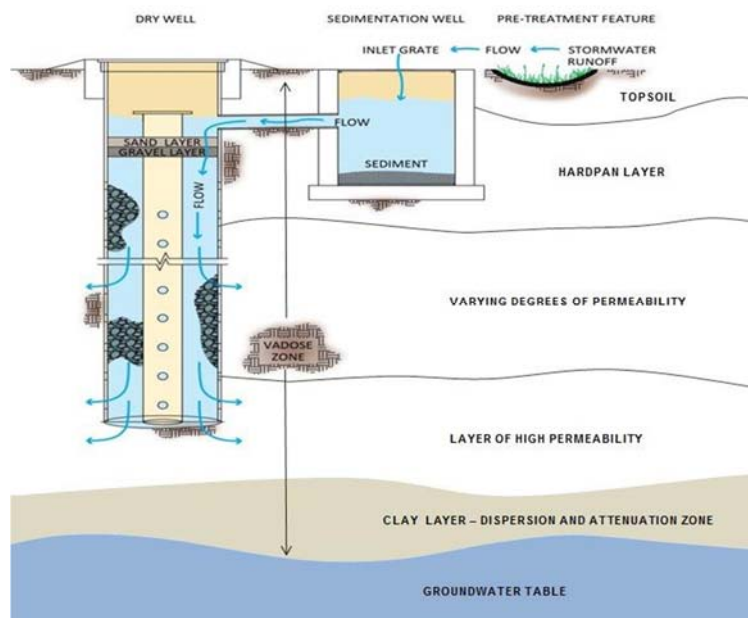 DRY WELL
SEDIMENTATION WELL
PRE-TREATMENT FEATURE
INLET GRATE
FLOW
STORMWATER
RUNOFF
TOPSOIL
FLOW
SAND LAYER
GRAVEL LAYER
SEDIMENT
HARDPAN LAYER
FLOW
VARYING DEGREES OF PERMEABILITY
VADOSE
ZONE
LAYER OF HIGH PERMEABILITY
CLAY LAYER – DISPERSION AND ATTENUATION ZONE
GROUNDWATER TABLE